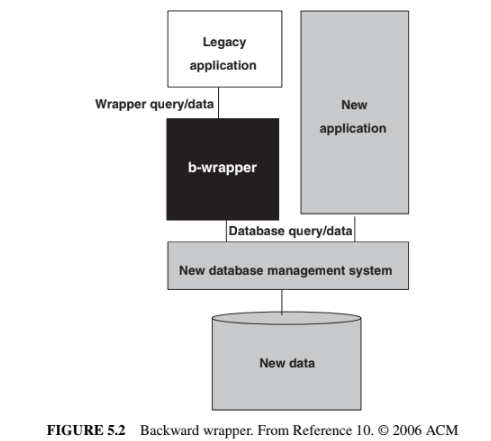 Legacy
application
Wrapper query/data
New
application
b-wrapper
Database query/data
New database management system
New data
FIGURE 5.2 Backward wrapper. From Reference 10. © 2006 ACM